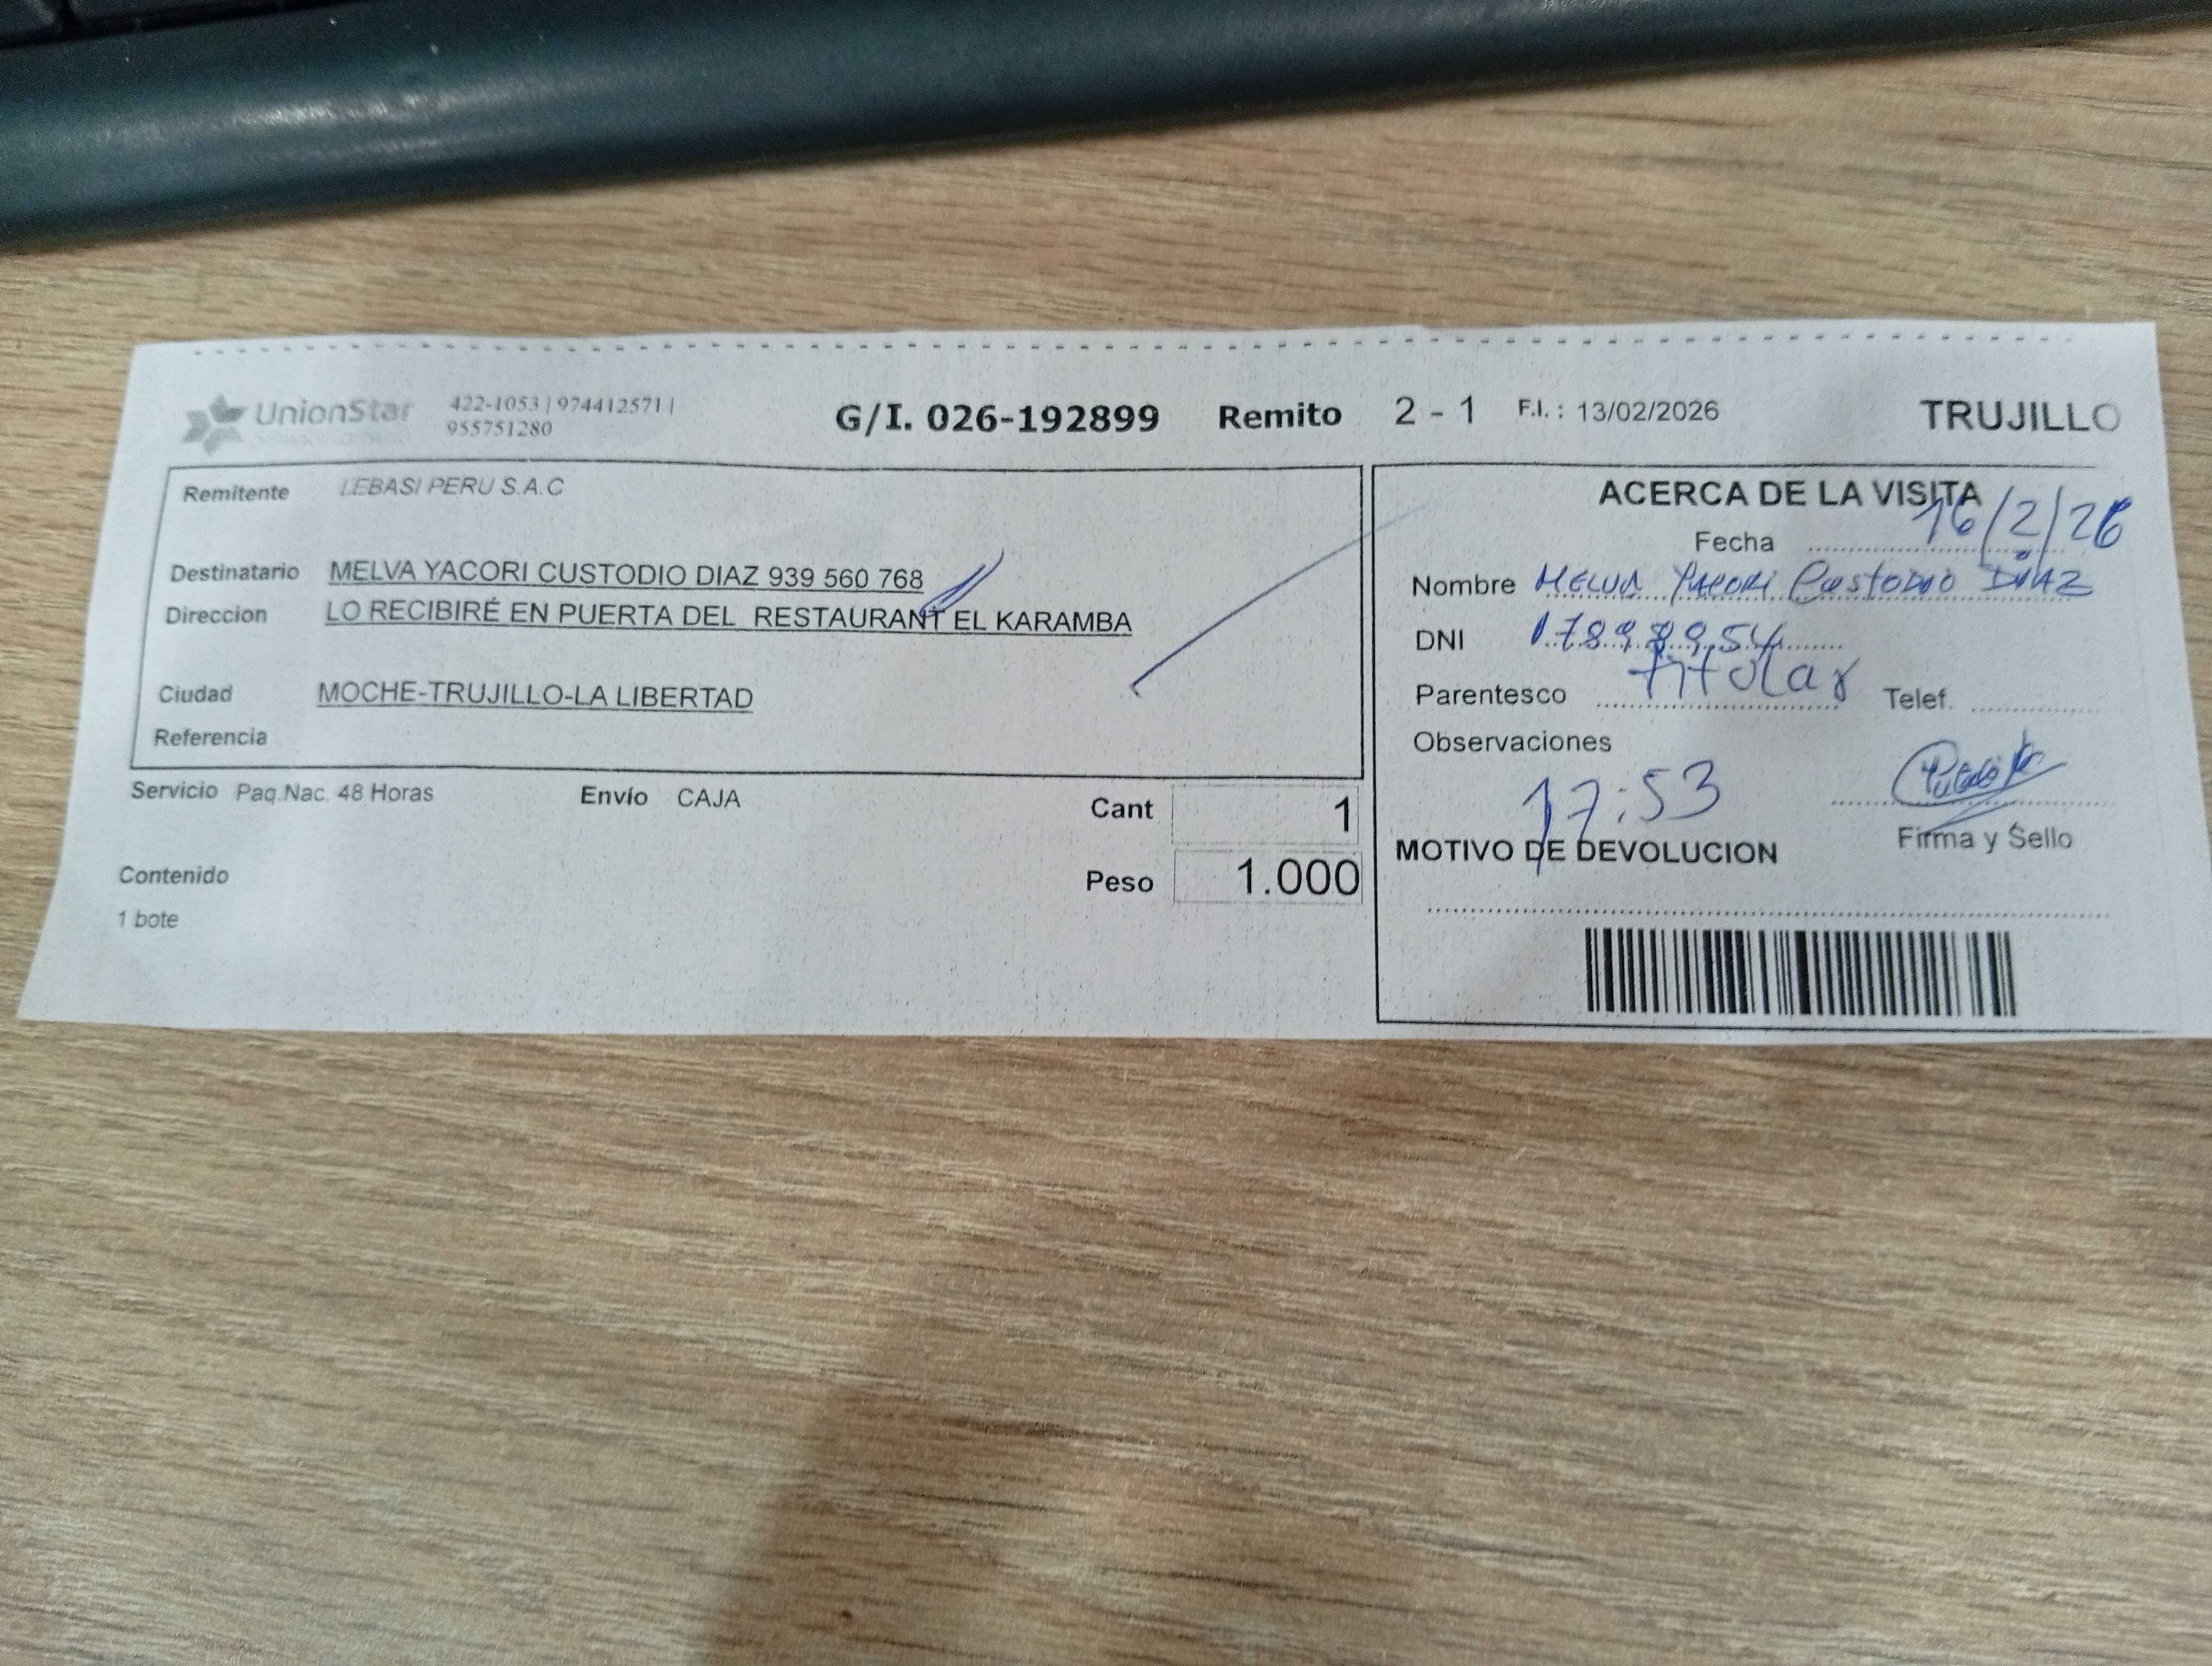 UnionStar 422-1053 | 974412571 |
955751280
G/I. 026-192899 Remito 2 - 1 F.I. : 13/02/2026 TRUJILLO
Remitente LEBASI PERU S.A.C
Destinatario MELVA YACORI CUSTODIO DIAZ 939 560 768
Direccion LO RECIBIRÉ EN PUERTA DEL RESTAURANT EL KARAMBA
Ciudad MOCHE-TRUJILLO-LA LIBERTAD
Referencia
Servicio Paq.Nac. 48 Horas Envío CAJA
Cant 1
Peso 1.000
Contenido
1 bote
ACERCA DE LA VISITA
Fecha 16/2/26
Nombre MELVA YACORI Custodio DIAZ
DNI
Parentesco titular Telef.
Observaciones
17:53
Firma y Sello
MOTIVO DE DEVOLUCION